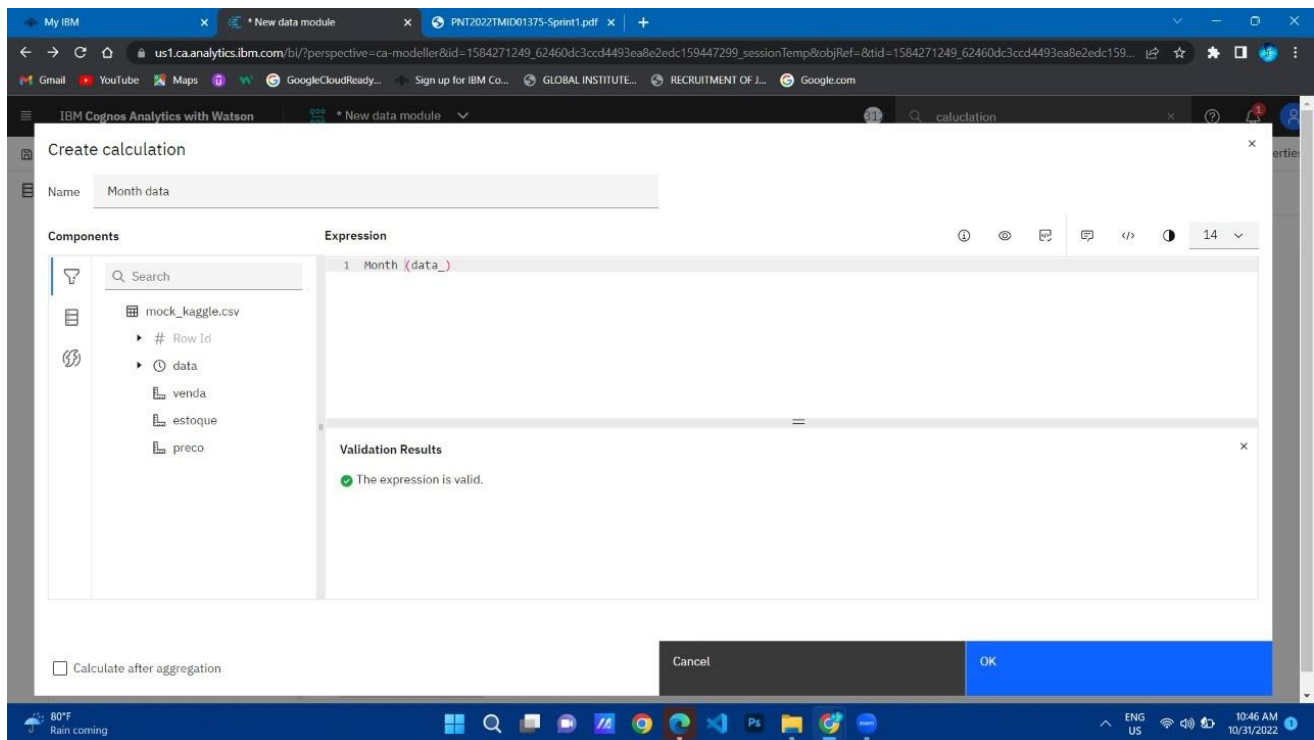 My IBM
* New data module
PNT2022TMID01375-Sprint1.pdf
us1.ca.analytics.ibm.com/bi/?perspective=ca-modeller&id=1584271249_62460dc3ccd4493ea8e2edc159447299_sessionTemp&objRef=&tid=1584271249_62460dc3ccd4493ea8e2edc159...
Gmail YouTube Maps GoogleCloudReady... Sign up for IBM Co... GLOBAL INSTITUTE... RECRUITMENT OF J... Google.com
IBM Cognos Analytics with Watson * New data module caluclation 1
Create calculation
erties
Name Month data
Components Expression 14
1 Month (data_)
Search
mock_kaggle.csv
# Row Id
data
venda
estoque
preco
Validation Results
The expression is valid.
Calculate after aggregation
Cancel OK
80°F
Rain coming
Ps
ENG
US
10:46 AM
10/31/2022
1